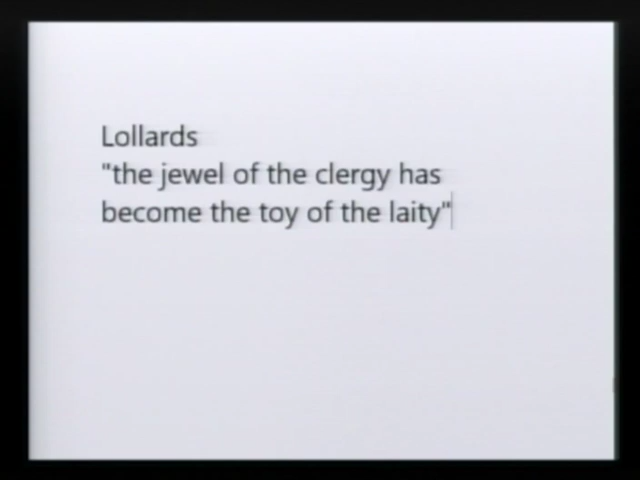 Lollards
"the jewel of the clergy has
become the toy of the laity"